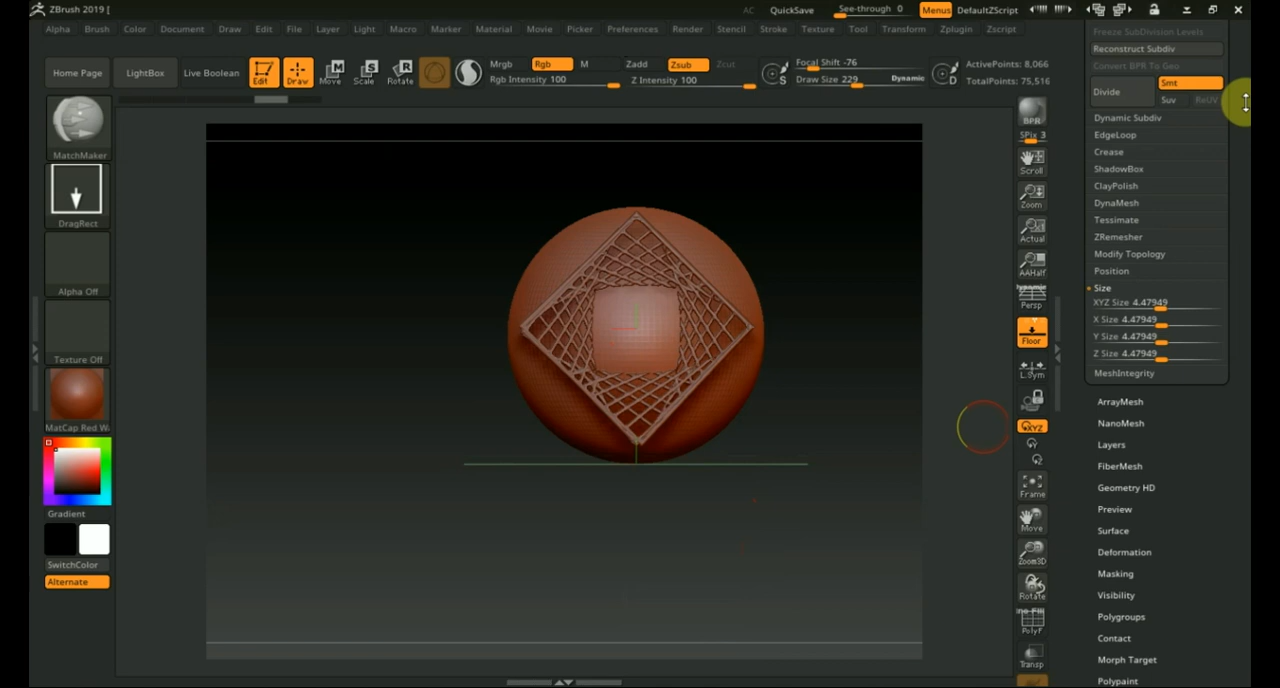 ZBrush 2019 [
AC QuickSave See-through 0 Menus DefaultZScript
Alpha Brush Color Document Draw Edit File Layer Light Macro Marker Material Movie Picker Preferences Render Stencil Stroke Texture Tool Transform Zplugin Zscript
Home Page LightBox Live Boolean Edit Draw Move Scale Rotate
Mrgb Rgb M
Rgb Intensity 100
Zadd Zsub Zcut
Z Intensity 100
S
Focal Shift -76
Draw Size 229 Dynamic
D
ActivePoints: 8,066
TotalPoints: 75,516
MatchMaker
DragRect
Alpha Off
Texture Off
MatCap Red Wa
Gradient
SwitchColor
Alternate
BPR
SPix 3
Scroll
Zoom
Actual
AAHalf
Dynamic
Persp
Floor
L.Sym
XYZ
Frame
Move
Zoom3D
Rotate
PolyF
Transp
Freeze SubDivision Levels
Reconstruct Subdiv
Convert BPR To Geo
Divide Smt
Suv ReUV
Dynamic Subdiv
EdgeLoop
Crease
ShadowBox
ClayPolish
DynaMesh
Tessimate
ZRemesher
Modify Topology
Position
Size
XYZ Size 4.47949
X Size 4.47949
Y Size 4.47949
Z Size 4.47949
MeshIntegrity
ArrayMesh
NanoMesh
Layers
FiberMesh
Geometry HD
Preview
Surface
Deformation
Masking
Visibility
Polygroups
Contact
Morph Target
Polypaint